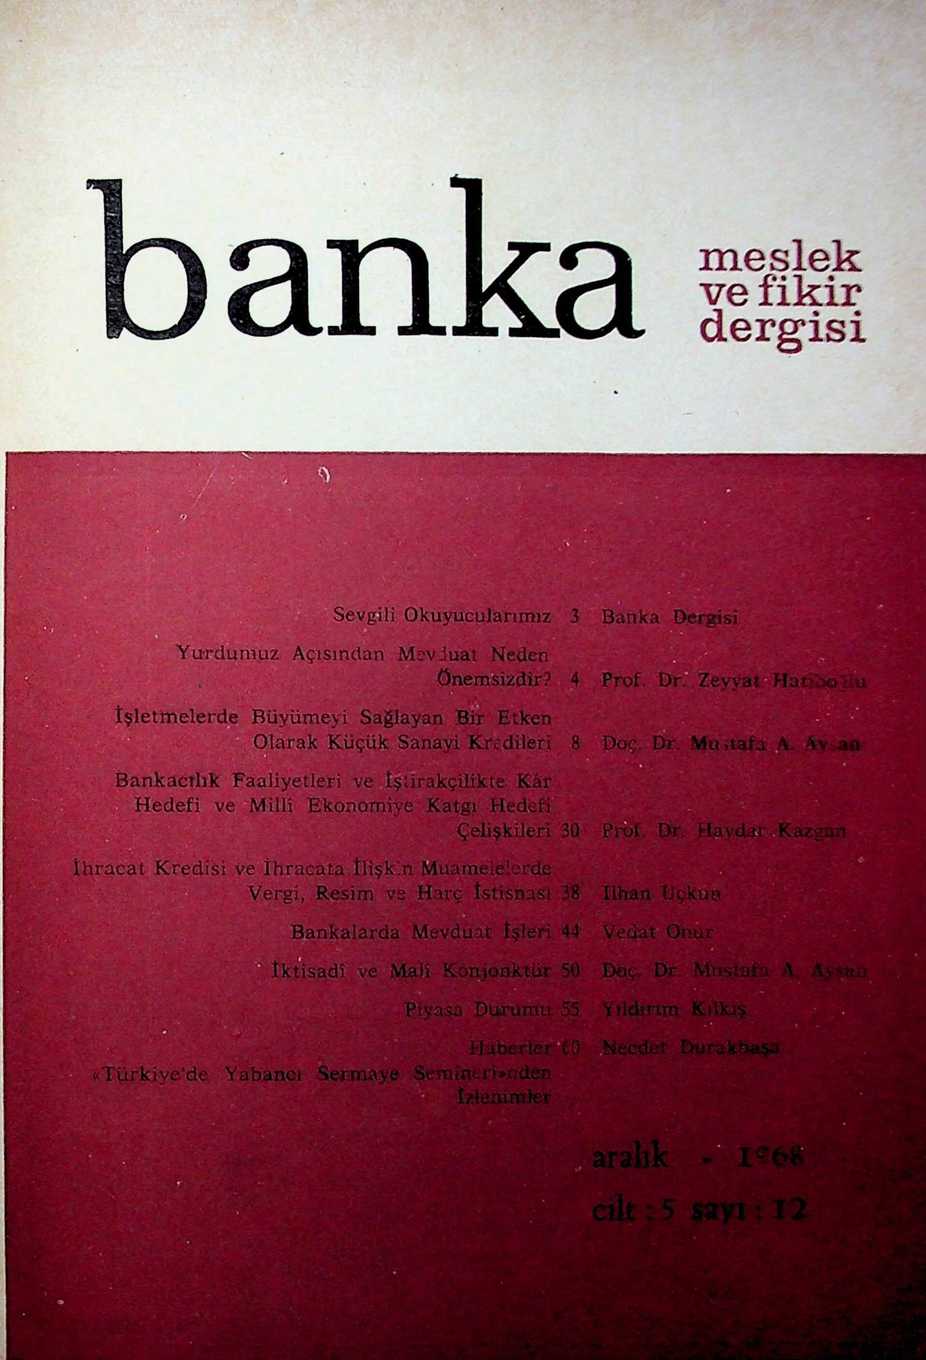 banka
meslek
ve fikir
dergisi
Sevgili Okuyucularımız 3 Banka Dergisi
Yurdumuz Açısından Mevduat Neden
Önemsizdir? 4 Prof. Dr. Zeyyat Hatiboğlu
İşletmelerde Büyümeyi Sağlayan Bir Etken
Olarak Küçük Sanayi Kredileri 8 Doç. Dr. Mustafa A. Aysan
Bankacılık Faaliyetleri ve İştirakçilikte Kâr
Hedefi ve Milli Ekonomiye Katgı Hedefi
Çelişkileri 30 Prof. Dr. Haydar Kazgan
İhracat Kredisi ve İhracata İlişkin Muamelelerde
Vergi, Resim ve Harç İstisnası 38 İlhan Uçkun
Bankalarda Mevduat İşleri 44 Vedat Onur
İktisadî ve Malî Konjonktür 50 Doç. Dr. Mustafa A. Aysan
Piyasa Durumu 55 Yıldırım Kılkış
Haberler 60 Necdet Durakbaşa
«Türkiye'de Yabancı Sermaye Semineri»nden
İzlenimler
aralık - 1968
cilt : 5 sayı : 12